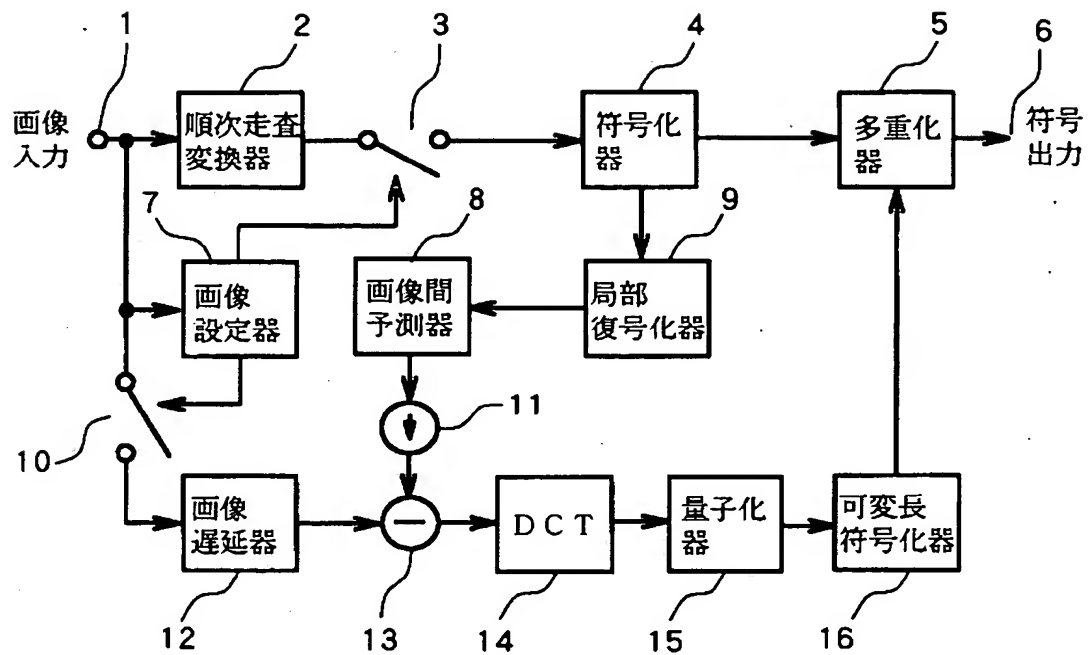 1
2
3
4
5
6
画像
入力
順次走査
変換器
符号化
器
多重化
器
符号
出力
7
8
9
画像
設定器
画像間
予測器
局部
復号化器
10
11
画像
遅延器
DCT
量子化
器
可変長
符号化器
12
13
14
15
16